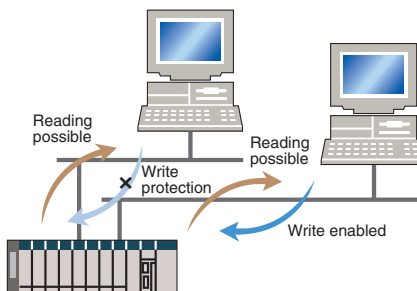 Reading
possible
Write
protection
Reading
possible
Write enabled